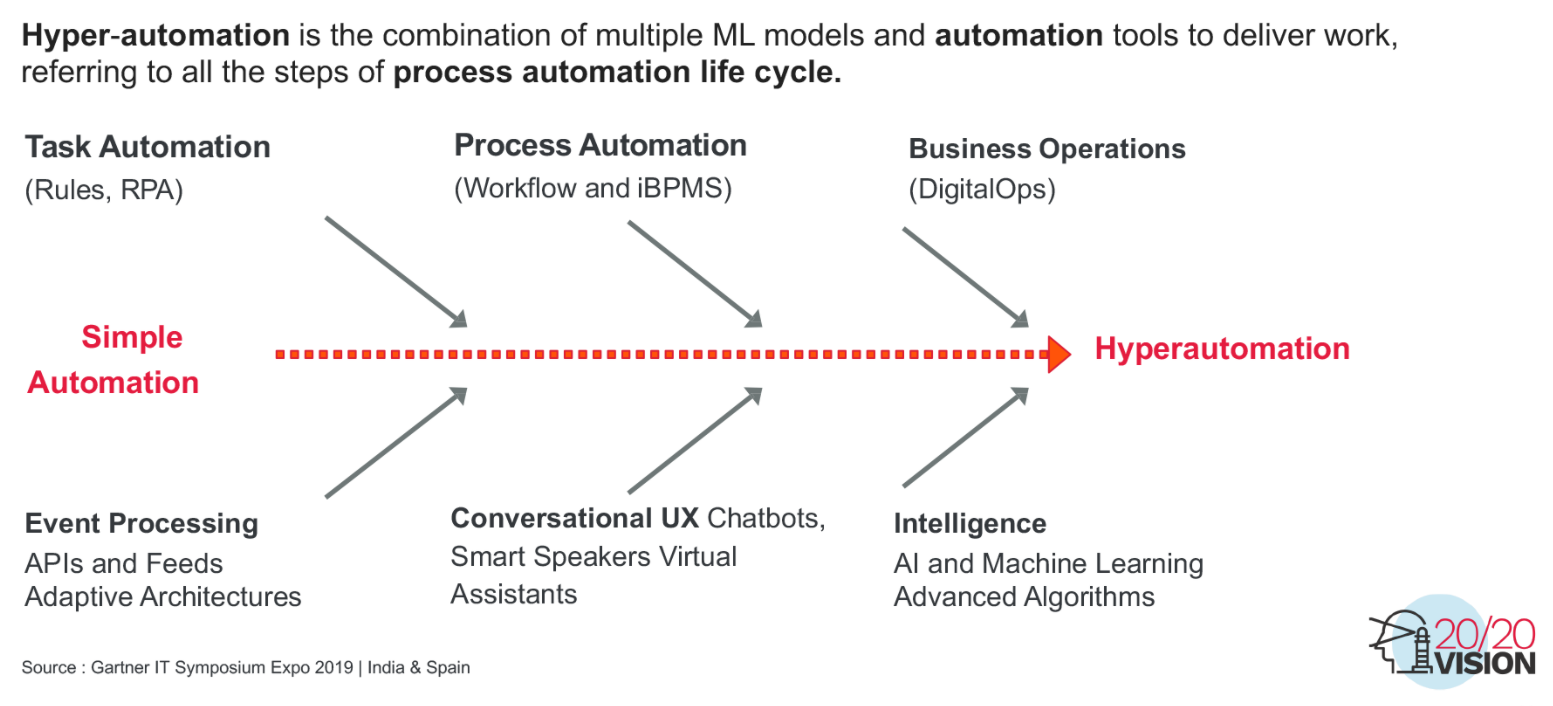 Hyper-automation is the combination of multiple ML models and automation tools to deliver work,
referring to all the steps of process automation life cycle.
Task Automation
(Rules, RPA)
Process Automation
(Workflow and iBPMS)
Business Operations
(DigitalOps)
Simple
Automation
Hyperautomation
Event Processing
APIs and Feeds
Adaptive Architectures
Conversational UX Chatbots,
Smart Speakers Virtual
Assistants
Intelligence
AI and Machine Learning
Advanced Algorithms
Source : Gartner IT Symposium Expo 2019 | India & Spain
20/20
VISION